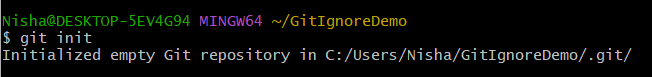 Nisha@DESKTOP-5EV4G94 MINGW64 ~/GitIgnoreDemo
$ git init
Initialized empty Git repository in C:/Users/Nisha/GitIgnoreDemo/.git/